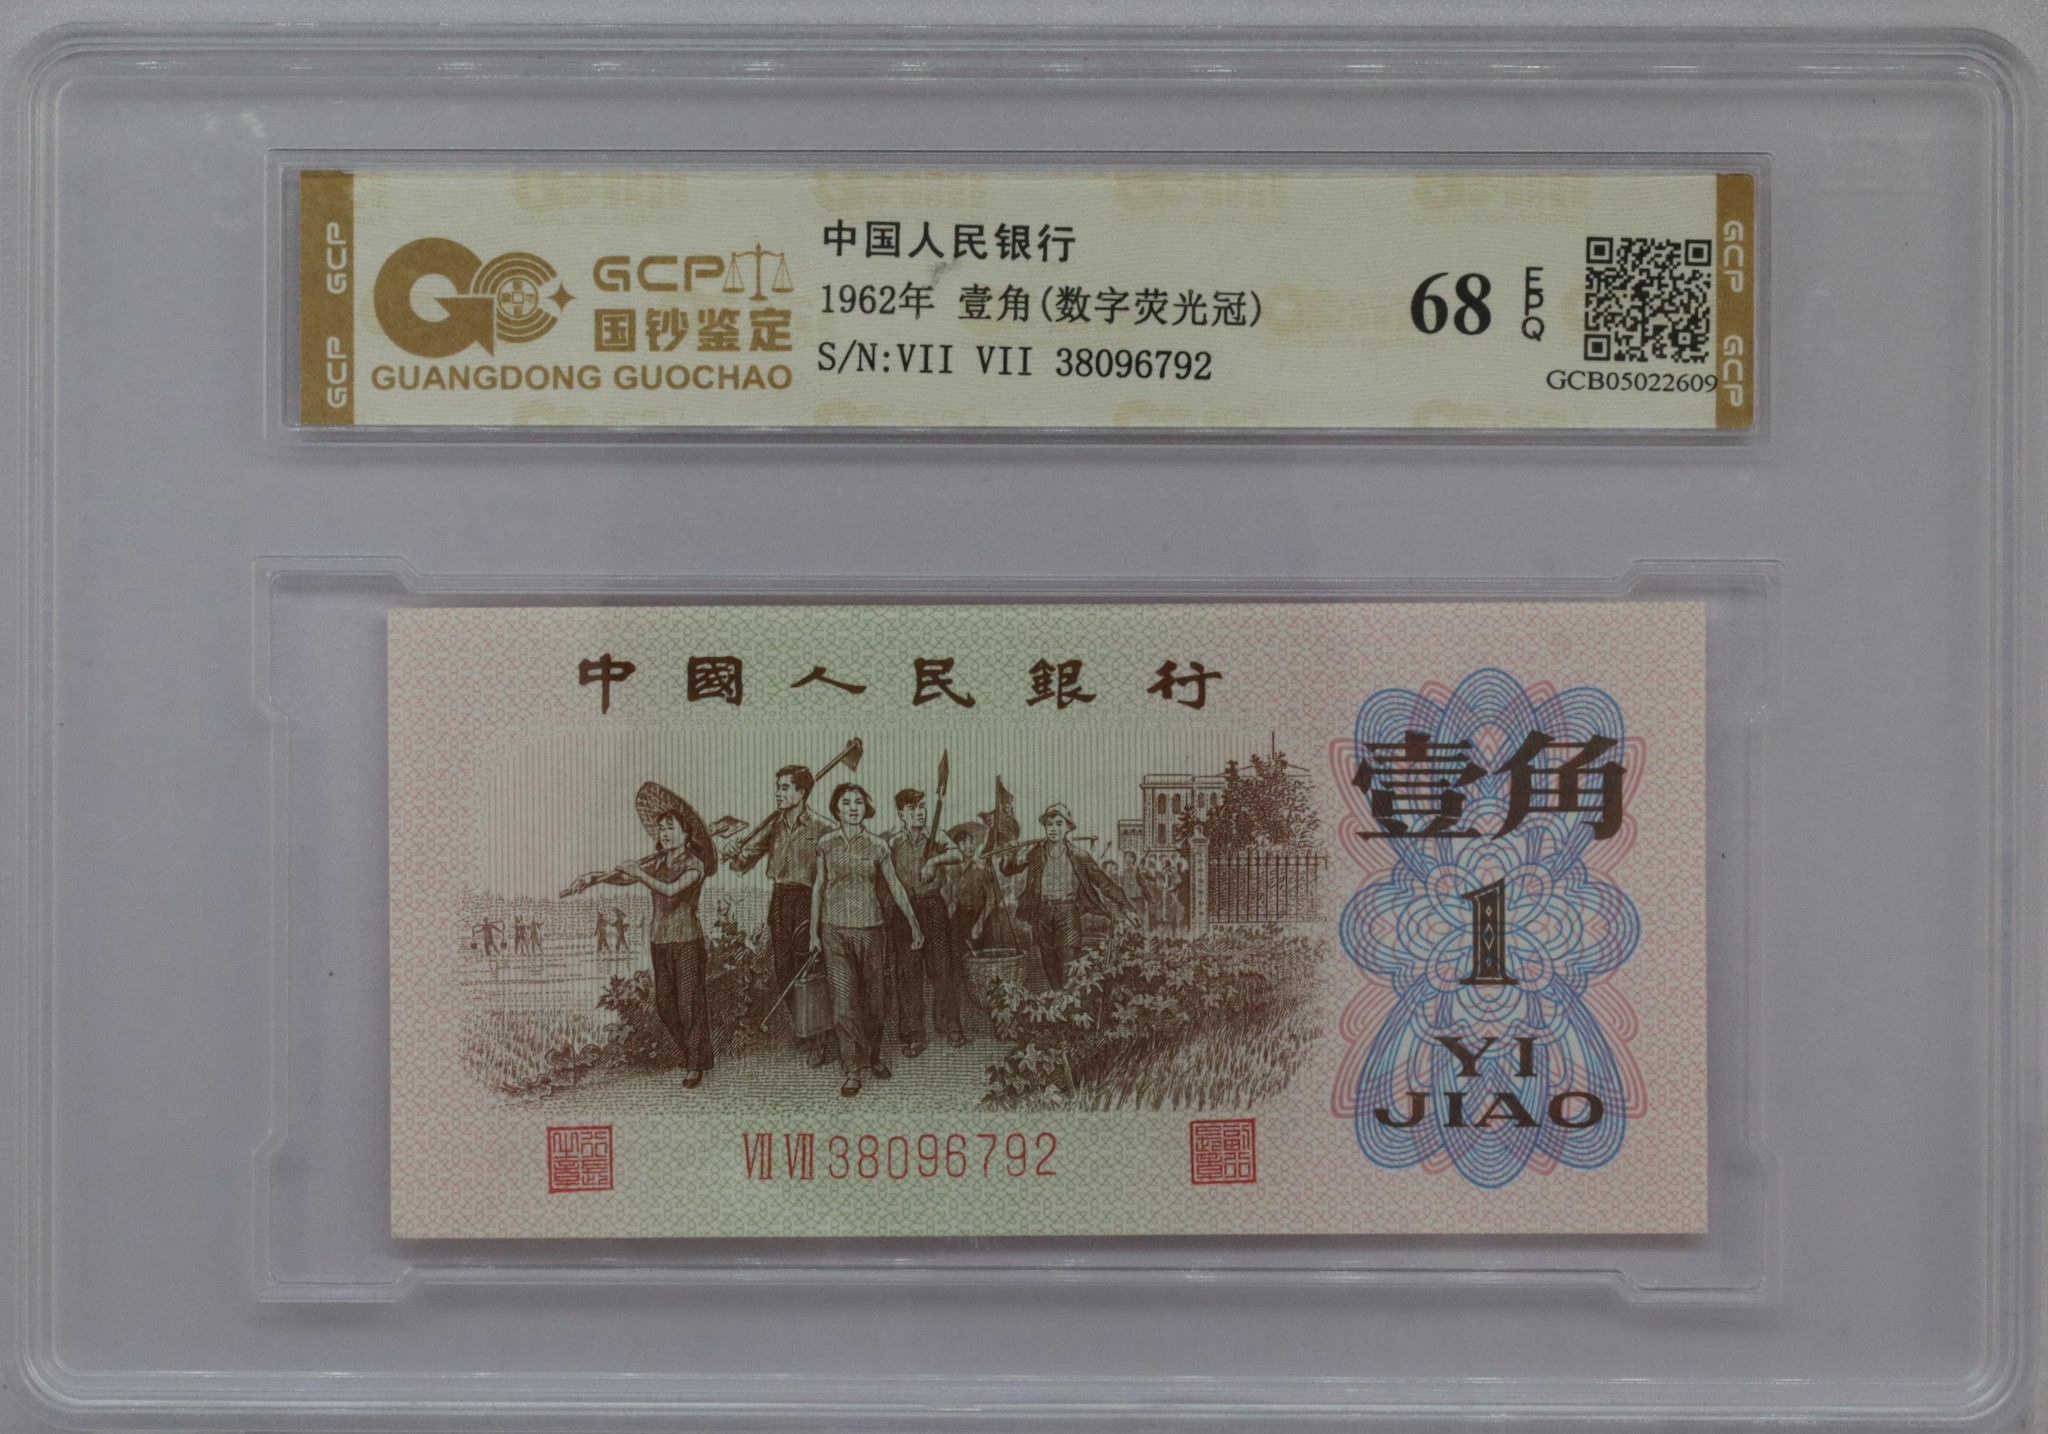 GCP
GCP
GCP
国钞鉴定
GUANGDONG GUOCHAO
中国人民银行
1962年 壹角(数字荧光冠)
S/N:VII VII 38096792
68
EPQ
GCB05022609
GCP
GCP
中國人民銀行
壹角
1
YI
JIAO
VII VII 38096792